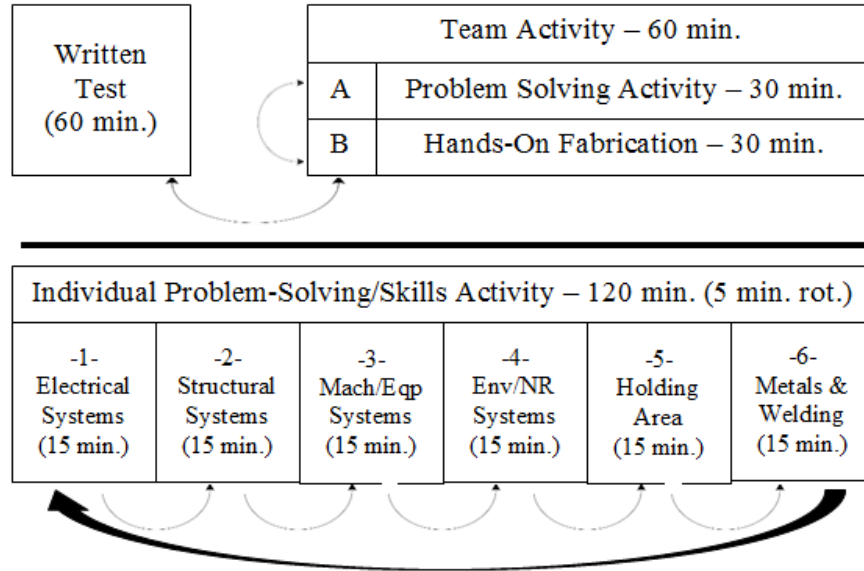 Written
Test
(60 min.)
Team Activity – 60 min.
A
Problem Solving Activity – 30 min.
B
Hands-On Fabrication – 30 min.
Individual Problem-Solving/Skills Activity – 120 min. (5 min. rot.)
-1-
Electrical
Systems
(15 min.)
-2-
Structural
Systems
(15 min.)
-3-
Mach/Eqp
Systems
(15 min.)
-4-
Env/NR
Systems
(15 min.)
-5-
Holding
Area
(15 min.)
-6-
Metals &
Welding
(15 min.)